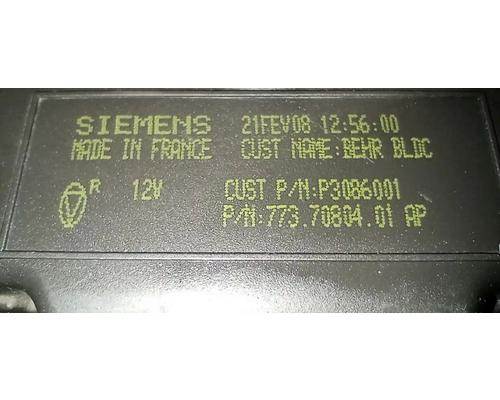 SIEMENS 21FEV08 12:56:00
MADE IN FRANCE CUST NAME:BEHR BLDC
R 12V CUST P/N:P3086001
P/N:773.70804.01 AP